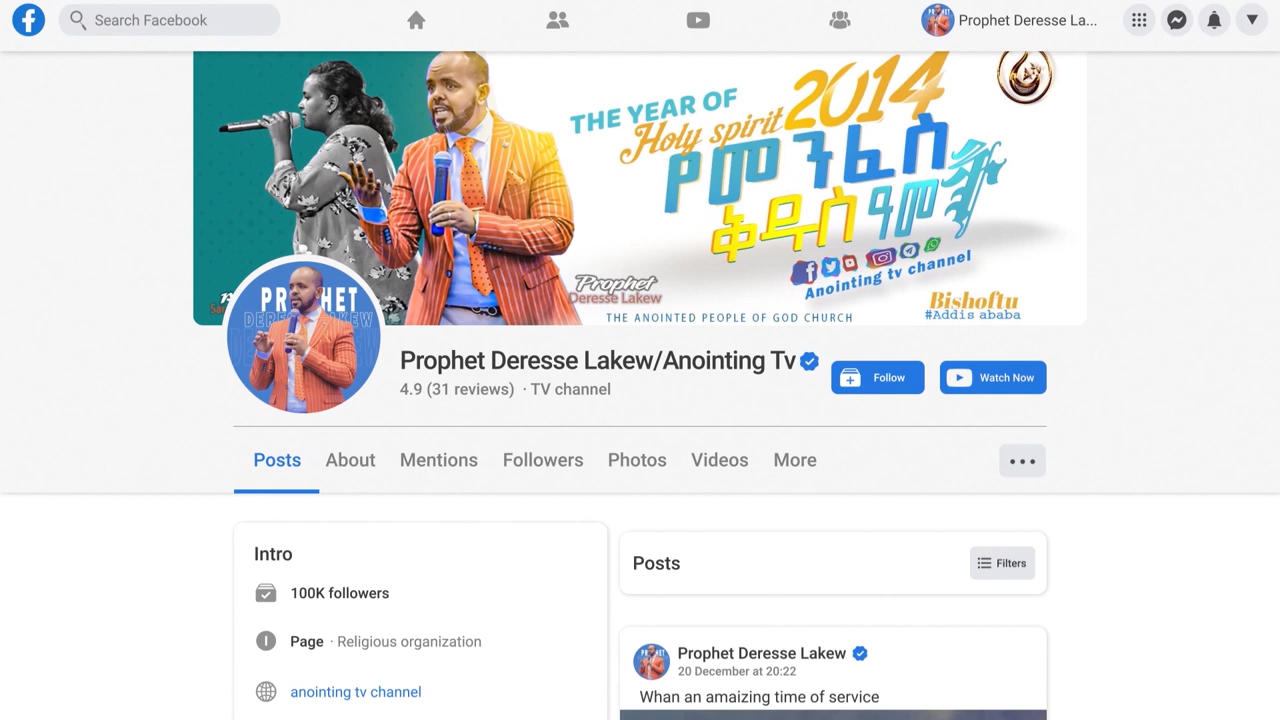 Search Facebook
Prophet Deresse La...
THE YEAR OF
Holy spirit
2014
የመንፈስ
ቅዱስ ዓመት
Anointing tv channel
Prophet
Deresse Lakew
THE ANOINTED PEOPLE OF GOD CHURCH
Bishoftu
#Addis ababa
PROPHET
DERESSE LAKEW
Prophet Deresse Lakew/Anointing Tv
4.9 (31 reviews) · TV channel
Follow
Watch Now
Posts
About
Mentions
Followers
Photos
Videos
More
Intro
100K followers
Page · Religious organization
anointing tv channel
Posts
Filters
Prophet Deresse Lakew
20 December at 20:22
Whan an amaizing time of service